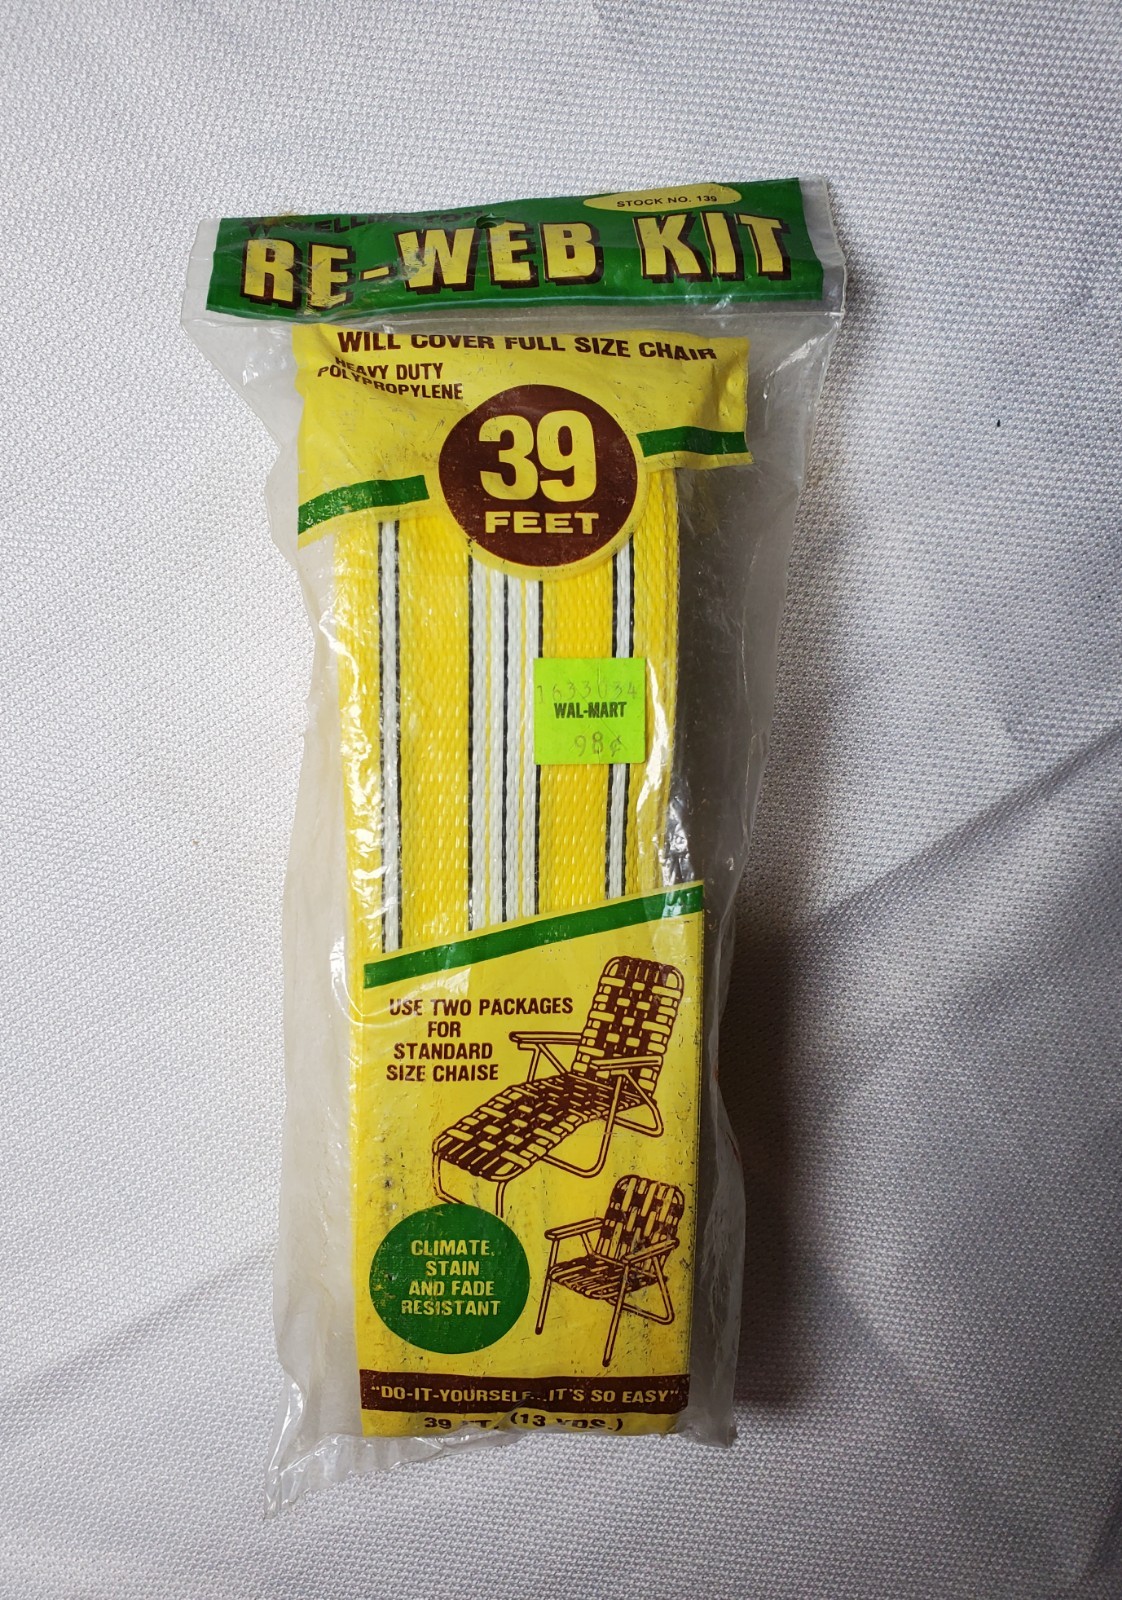 WELLINGTON
STOCK NO. 139
RE-WEB KIT
WILL COVER FULL SIZE CHAIR
HEAVY DUTY
POLYPROPYLENE
39
FEET
1633034
WAL-MART
98¢
USE TWO PACKAGES
FOR
STANDARD
SIZE CHAISE
CLIMATE,
STAIN
AND FADE
RESISTANT
"DO-IT-YOURSELF...IT'S SO EASY"
39 FT. (13 YDS.)